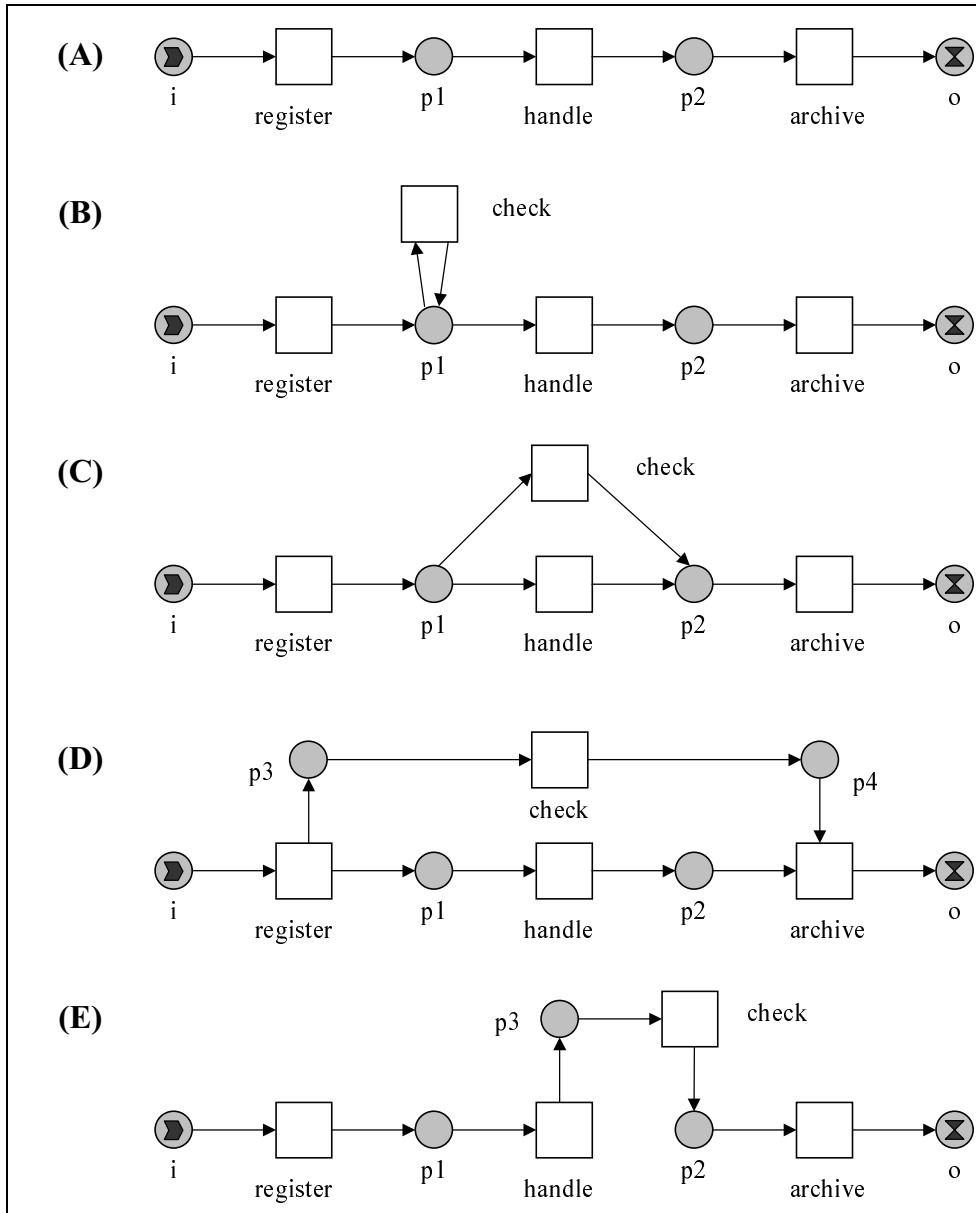 (A)
i
register
p1
handle
p2
archive
o
(B)
check
i
register
p1
handle
p2
archive
o
(C)
check
i
register
p1
handle
p2
archive
o
(D)
p3
check
p4
i
register
p1
handle
p2
archive
o
(E)
p3
check
i
register
p1
handle
p2
archive
o